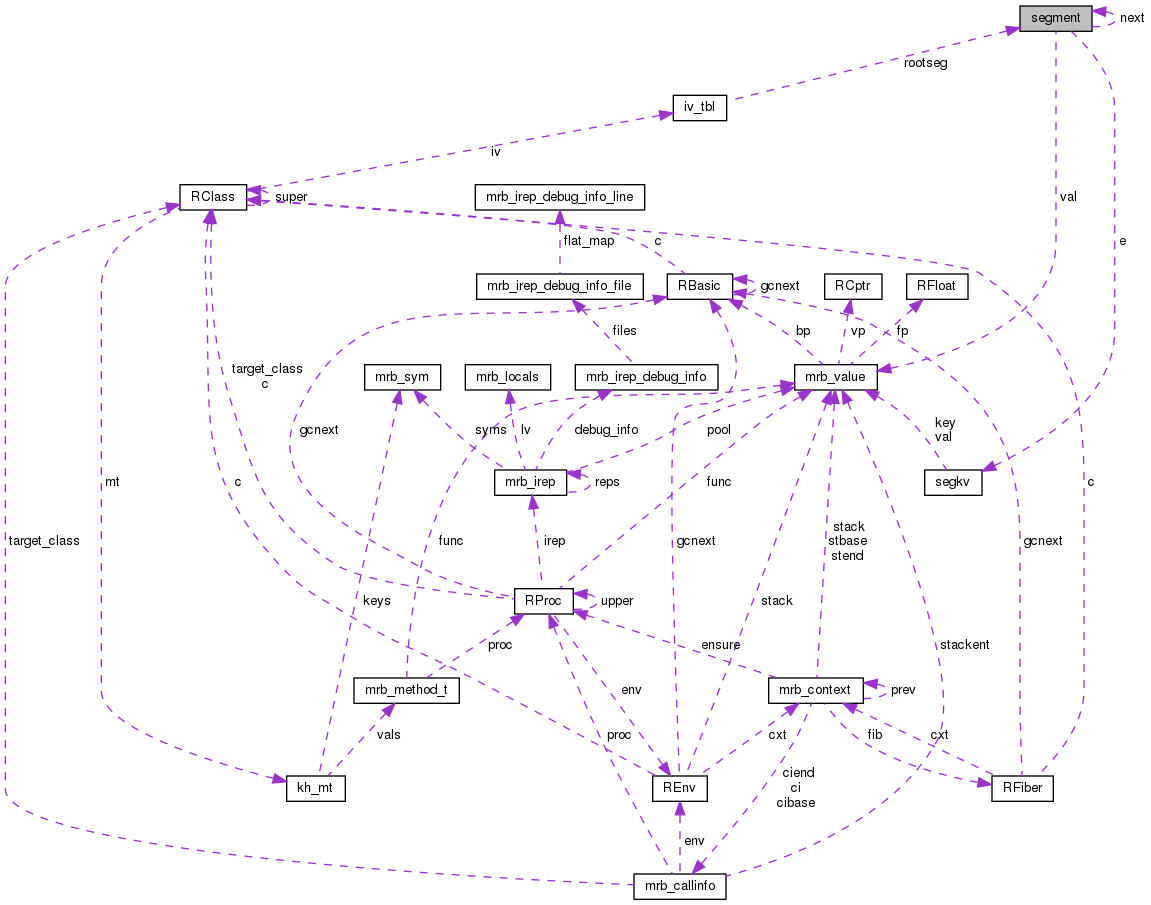 segment
next
rootseg
iv_tbl
iv
RClass
super
mrb_irep_debug_info_line
val
e
flat_map
c
mrb_irep_debug_info_file
RBasic
gcnext
RCptr
RFloat
files
bp
vp
fp
target_class
c
mrb_sym
mrb_locals
mrb_irep_debug_info
mrb_value
gcnext
syms
lv
debug_info
pool
key
val
mt
c
mrb_irep
reps
func
segkv
c
target_class
func
irep
gcnext
stack
stbase
stend
gcnext
keys
RProc
upper
stack
proc
ensure
stackent
mrb_method_t
env
mrb_context
prev
vals
proc
cxt
fib
cxt
kh_mt
REnv
ciend
ci
cibase
RFiber
env
mrb_callinfo